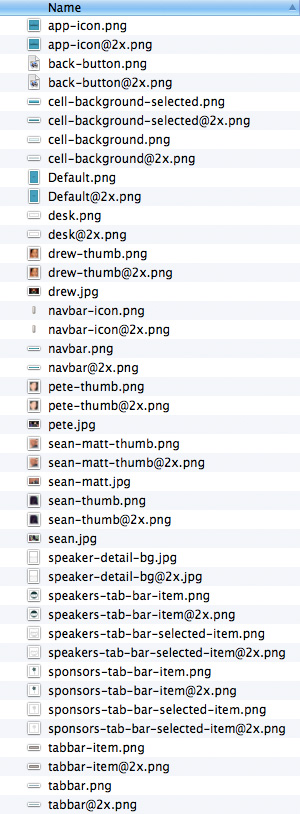 Name
app-icon.png
app-icon@2x.png
back-button.png
back-button@2x.png
cell-background-selected.png
cell-background-selected@2x.png
cell-background.png
cell-background@2x.png
Default.png
Default@2x.png
desk.png
desk@2x.png
drew-thumb.png
drew-thumb@2x.png
drew.jpg
navbar-icon.png
navbar-icon@2x.png
navbar.png
navbar@2x.png
pete-thumb.png
pete-thumb@2x.png
pete.jpg
sean-matt-thumb.png
sean-matt-thumb@2x.png
sean-matt.jpg
sean-thumb.png
sean-thumb@2x.png
sean.jpg
speaker-detail-bg.jpg
speaker-detail-bg@2x.jpg
speakers-tab-bar-item.png
speakers-tab-bar-item@2x.png
speakers-tab-bar-selected-item.png
speakers-tab-bar-selected-item@2x.png
sponsors-tab-bar-item.png
sponsors-tab-bar-item@2x.png
sponsors-tab-bar-selected-item.png
sponsors-tab-bar-selected-item@2x.png
tabbar-item.png
tabbar-item@2x.png
tabbar.png
tabbar@2x.png